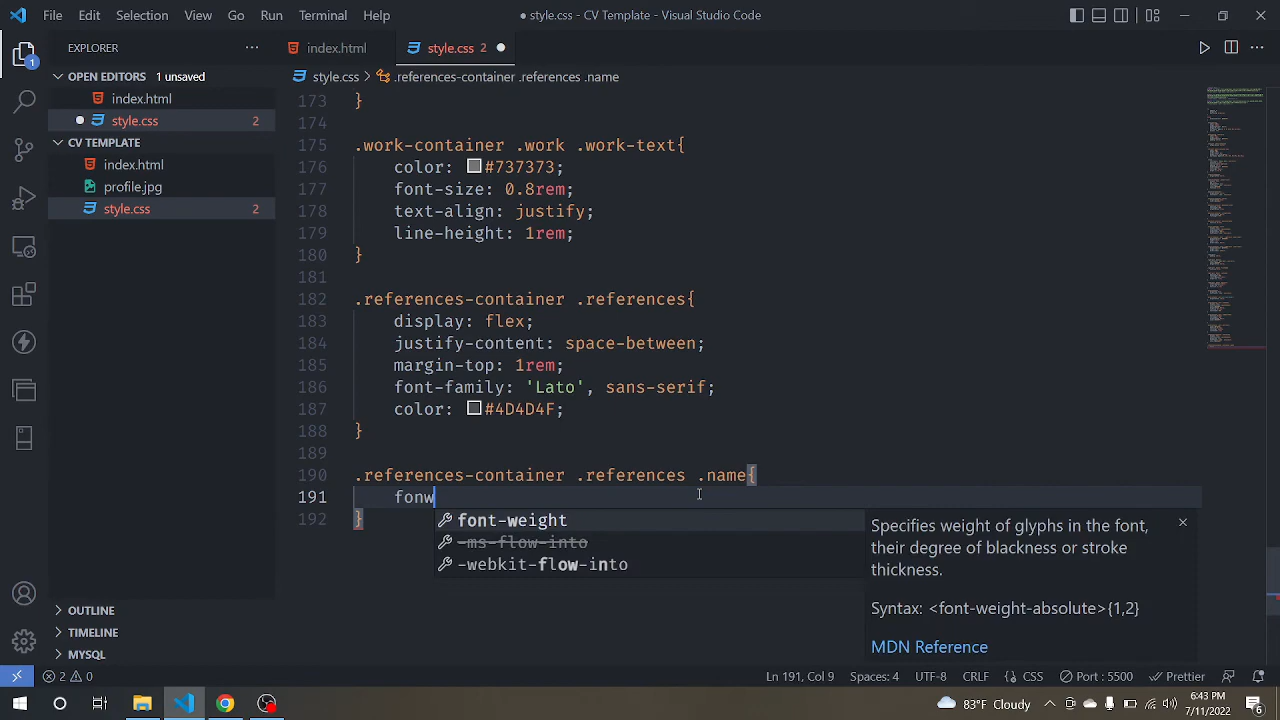 File Edit Selection View Go Run Terminal Help
● style.css - CV Template - Visual Studio Code
EXPLORER ···
index.html
style.css 2 ●
style.css > .references-container .references .name
OPEN EDITORS 1 unsaved
index.html
● style.css 2
CV TEMPLATE
index.html
profile.jpg
style.css 2
OUTLINE
TIMELINE
MYSQL
1
173 }
174
175 .work-container .work .work-text{
176 color: #737373;
177 font-size: 0.8rem;
178 text-align: justify;
179 line-height: 1rem;
180 }
181
182 .references-container .references{
183 display: flex;
184 justify-content: space-between;
185 margin-top: 1rem;
186 font-family: 'Lato', sans-serif;
187 color: #4D4D4F;
188 }
189
190 .references-container .references .name{
191 fonw
192 }
font-weight
-ms-flow-into
-webkit-flow-into
Specifies weight of glyphs in the font,
their degree of blackness or stroke
thickness.
Syntax: <font-weight-absolute>{1,2}
MDN Reference
2 0
Ln 191, Col 9 Spaces: 4 UTF-8 CRLF {} CSS Port : 5500 Prettier
88°F Cloudy
6:43 PM
7/11/2022
6